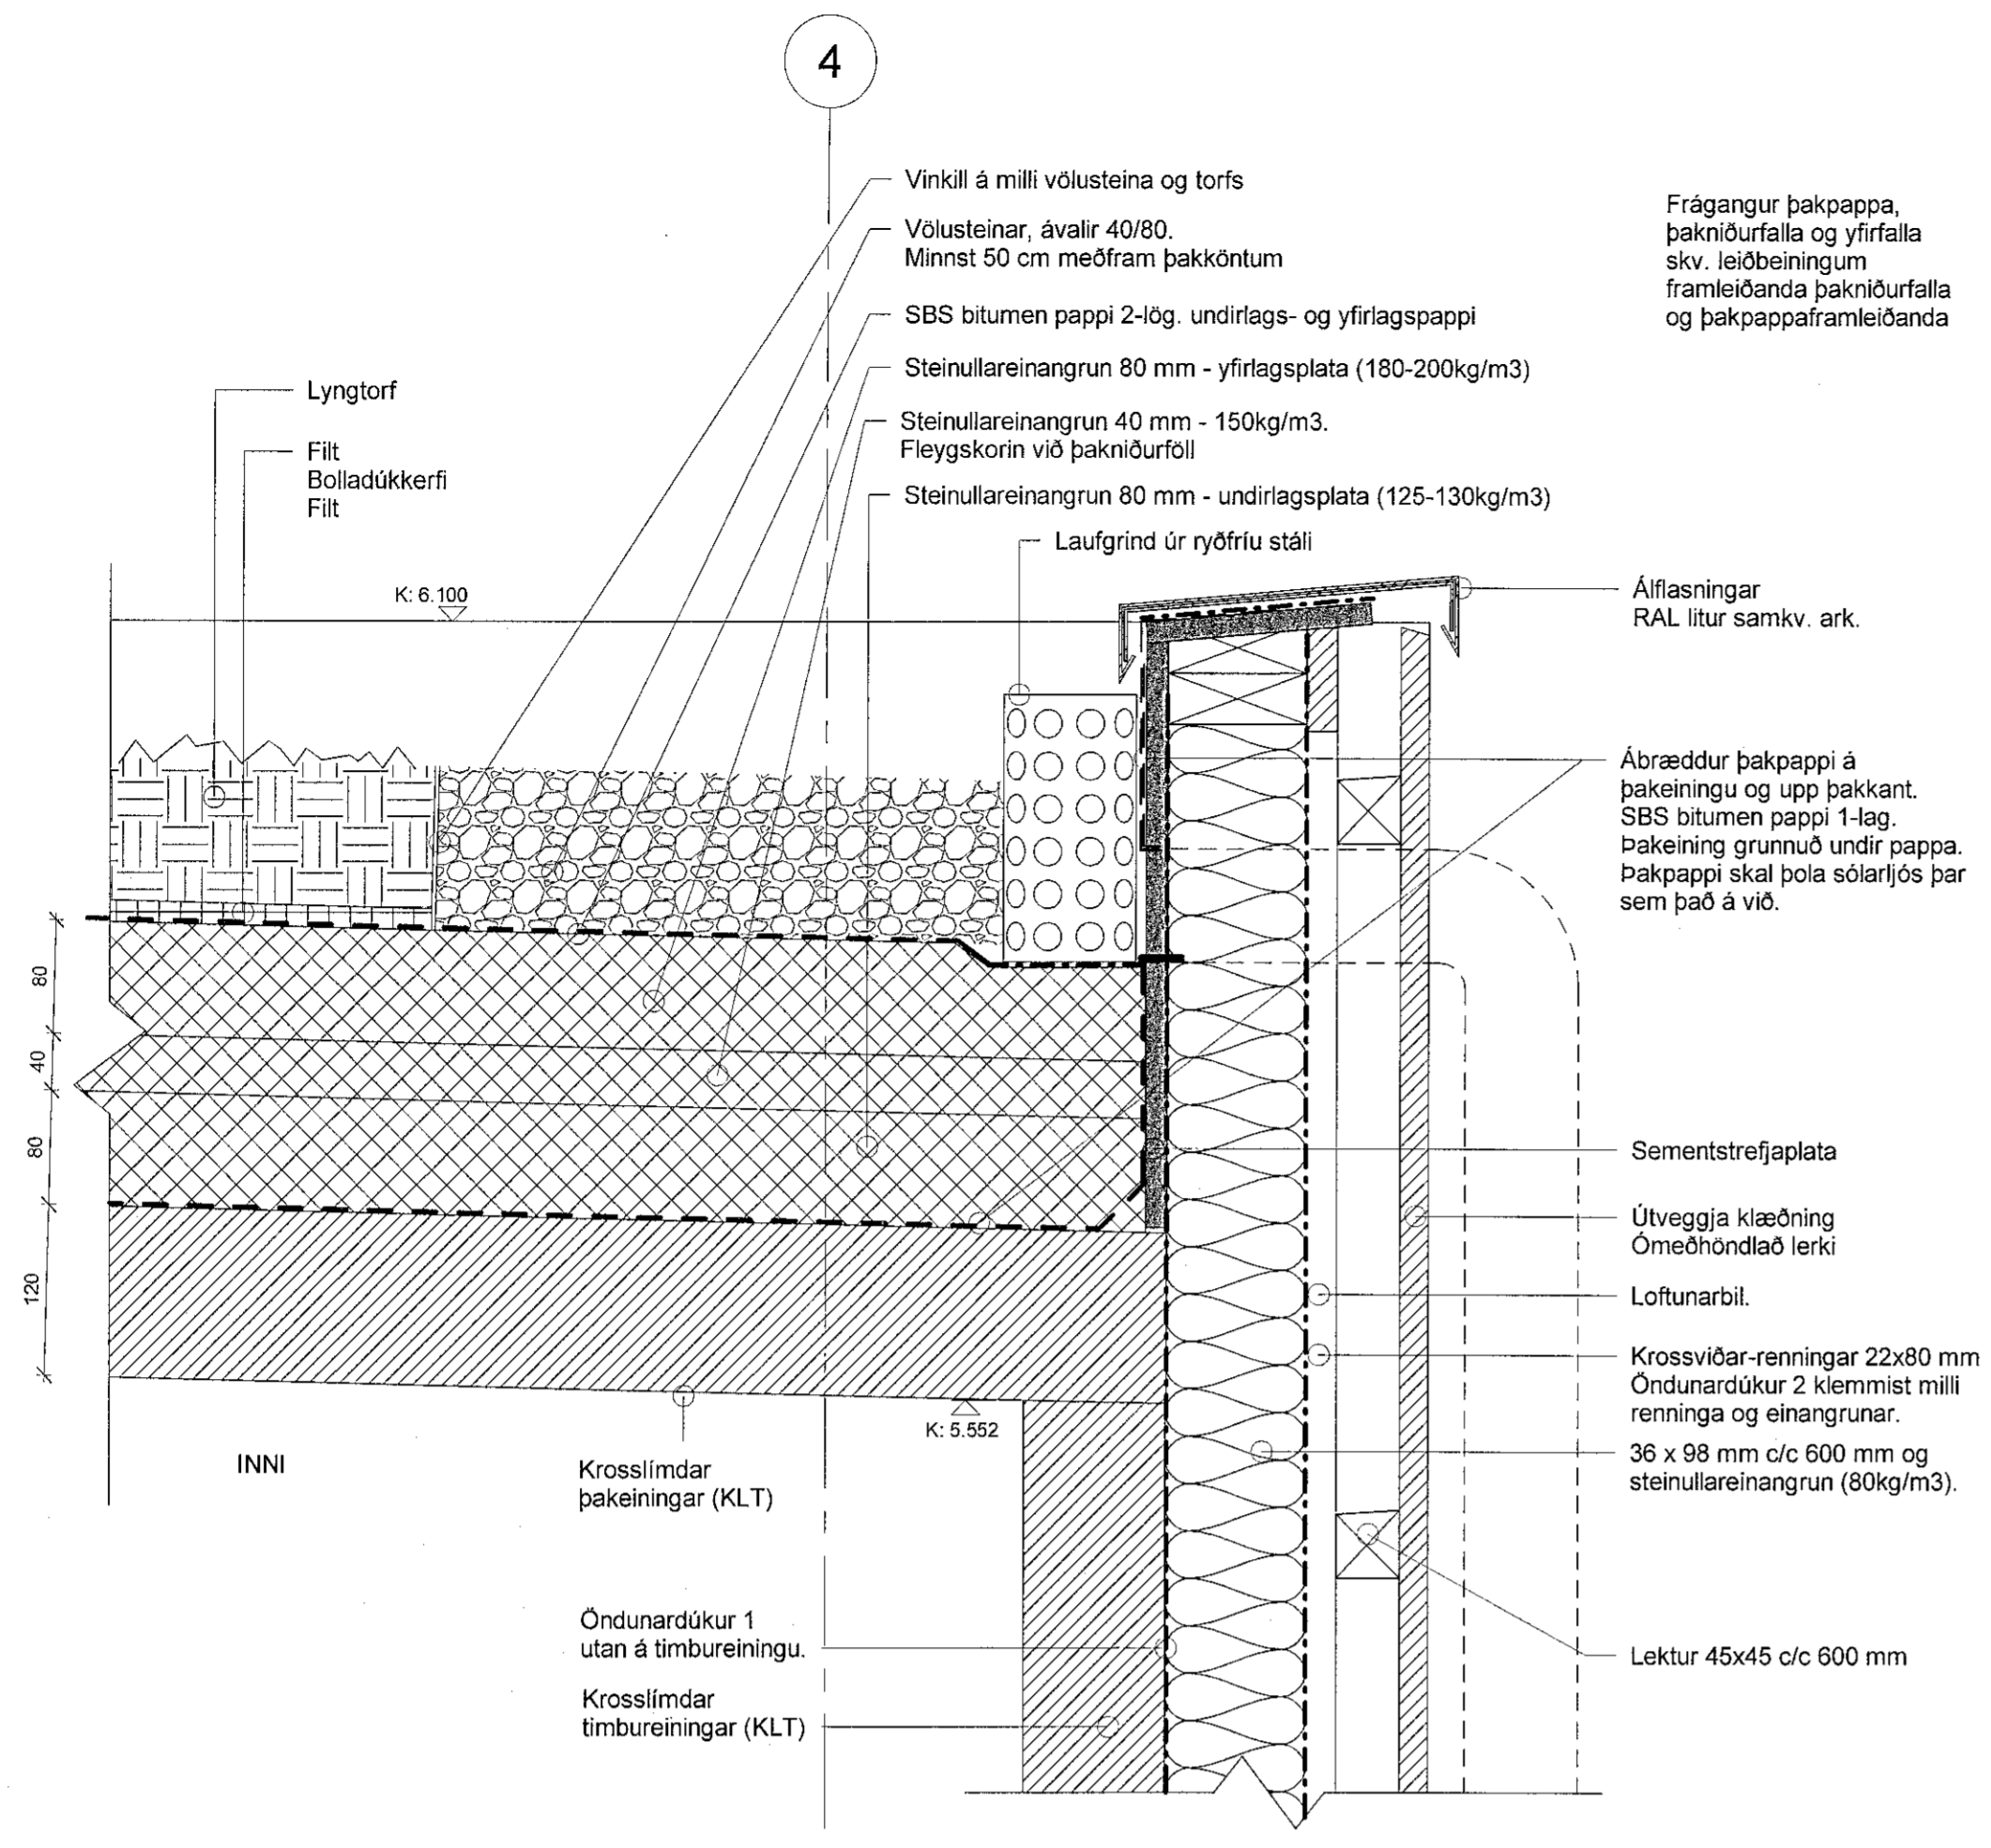 4
Vinkill á milli völusteina og torfs
Völusteinar, ávalir 40/80.
Minnst 50 cm meðfram þakköntum
SBS bitumen pappi 2-lög. undirlags- og yfirlagspappi
Steinullareinangrun 80 mm - yfirlagsplata (180-200kg/m3)
Steinullareinangrun 40 mm - 150kg/m3.
Fleygskorin við þakniðurföll
Steinullareinangrun 80 mm - undirlagsplata (125-130kg/m3)
Laufgrind úr ryðfríu stáli
Frágangur þakpappa,
þakniðurfalla og yfirfalla
skv. leiðbeiningum
framleiðanda þakniðurfalla
og þakpappaframleiðanda
Lyngtorf
Filt
Bolladúkkerfi
Filt
K: 6.100
Álflasningar
RAL litur samkv. ark.
Ábræddur þakpappi á
þakeiningu og upp þakkant.
SBS bitumen pappi 1-lag.
Þakeining grunnuð undir pappa.
Þakpappi skal þola sólarljós þar
sem það á við.
80
40
80
120
Sementstrefjaplata
Útveggja klæðning
Ómeðhöndlað lerki
Loftunarbil.
Krossviðar-renningar 22x80 mm
Öndunardúkur 2 klemmist milli
renninga og einangrunar.
36 x 98 mm c/c 600 mm og
steinullareinangrun (80kg/m3).
Lektur 45x45 c/c 600 mm
K: 5.552
INNI
Krosslímdar
þakeiningar (KLT)
Öndunardúkur 1
utan á timbureiningu.
Krosslímdar
timbureiningar (KLT)